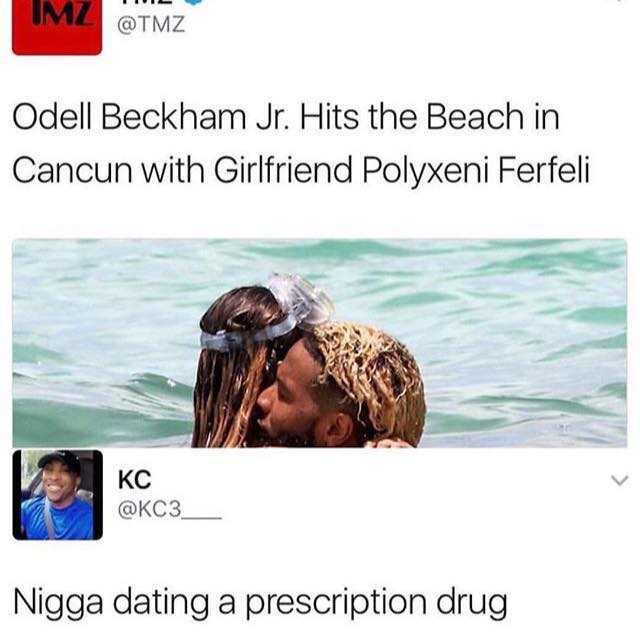 TMZ
@TMZ
Odell Beckham Jr. Hits the Beach in
Cancun with Girlfriend Polyxeni Ferfeli
KC
@KC3___
Nigga dating a prescription drug